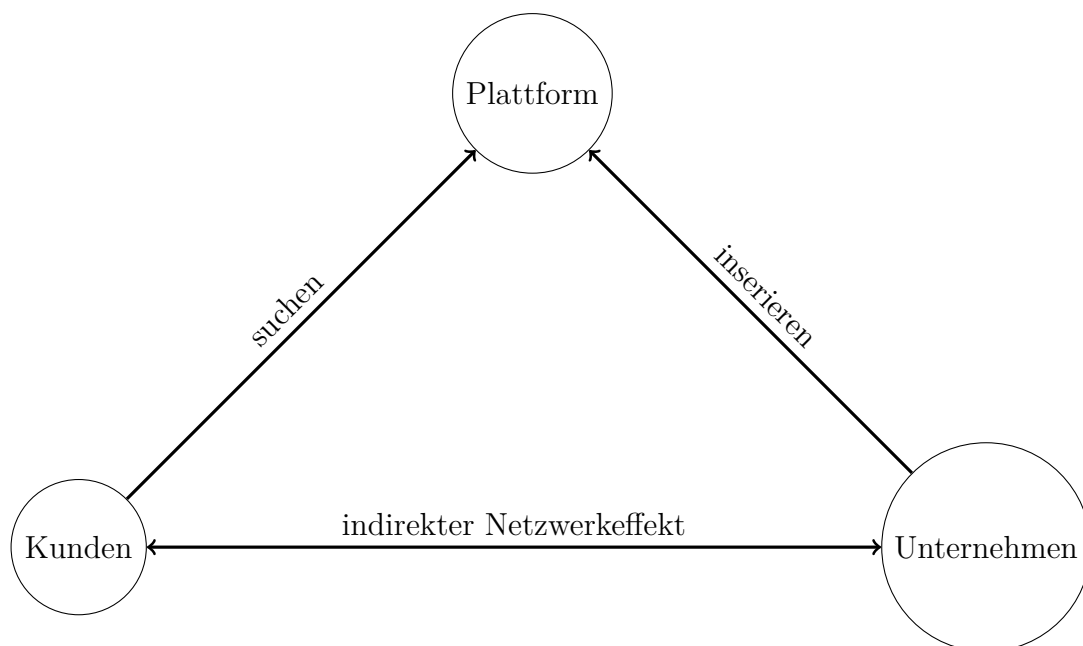 Plattform
suchen
inserieren
indirekter Netzwerkeffekt
Kunden
Unternehmen